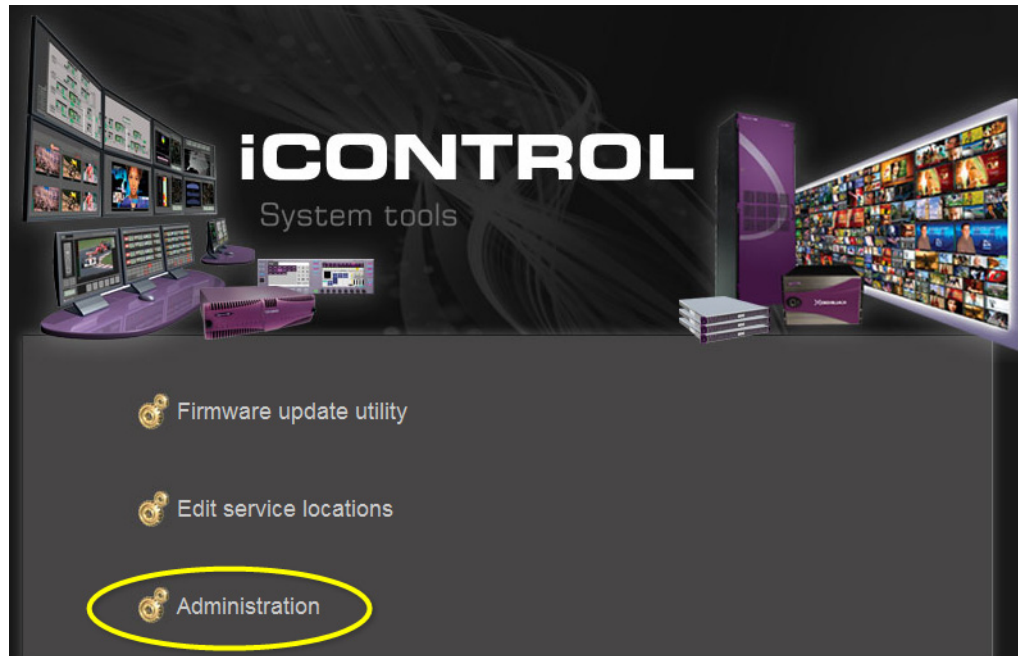 iCONTROL
System tools
Firmware update utility
Edit service locations
Administration